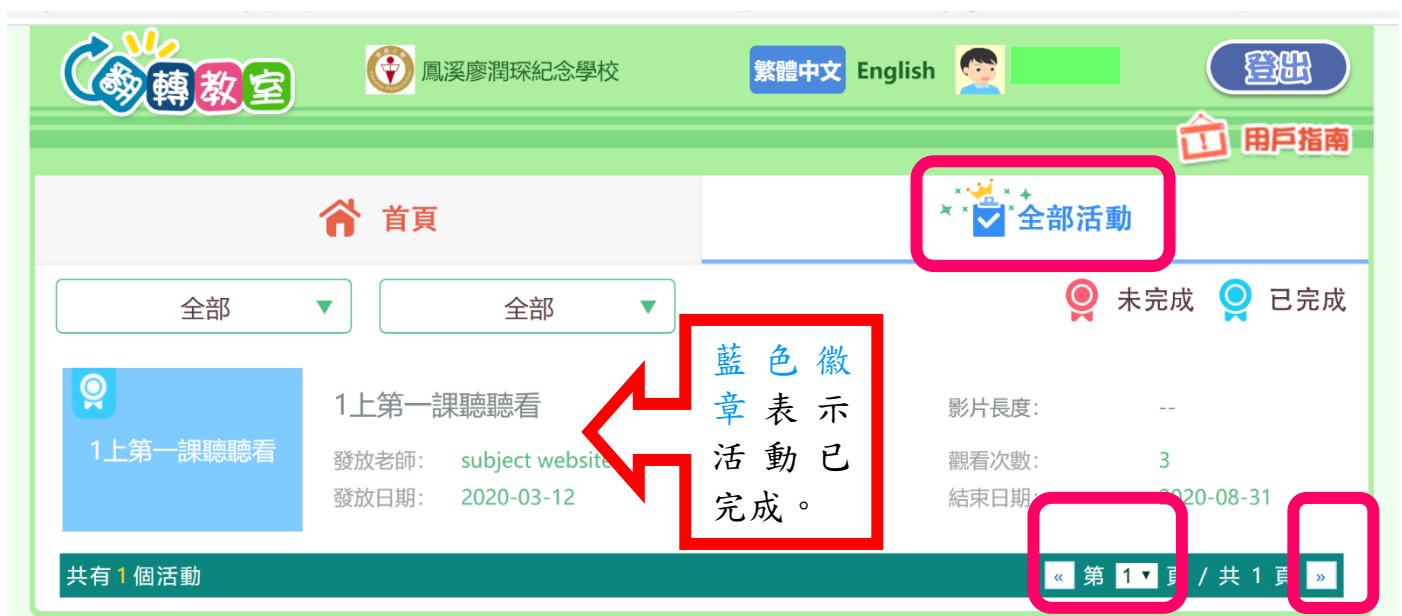 翻轉教室
鳳溪廖潤琛紀念學校
繁體中文 English
登出
用戶指南
首頁
全部活動
全部
全部
未完成 已完成
1上第一課聽聽看
1上第一課聽聽看
發放老師: subject website
發放日期: 2020-03-12
藍色徽
章表示
活動已
完成。
影片長度: --
觀看次數: 3
結束日期: 2020-08-31
共有1個活動
« 第 1 頁 / 共 1 頁 »